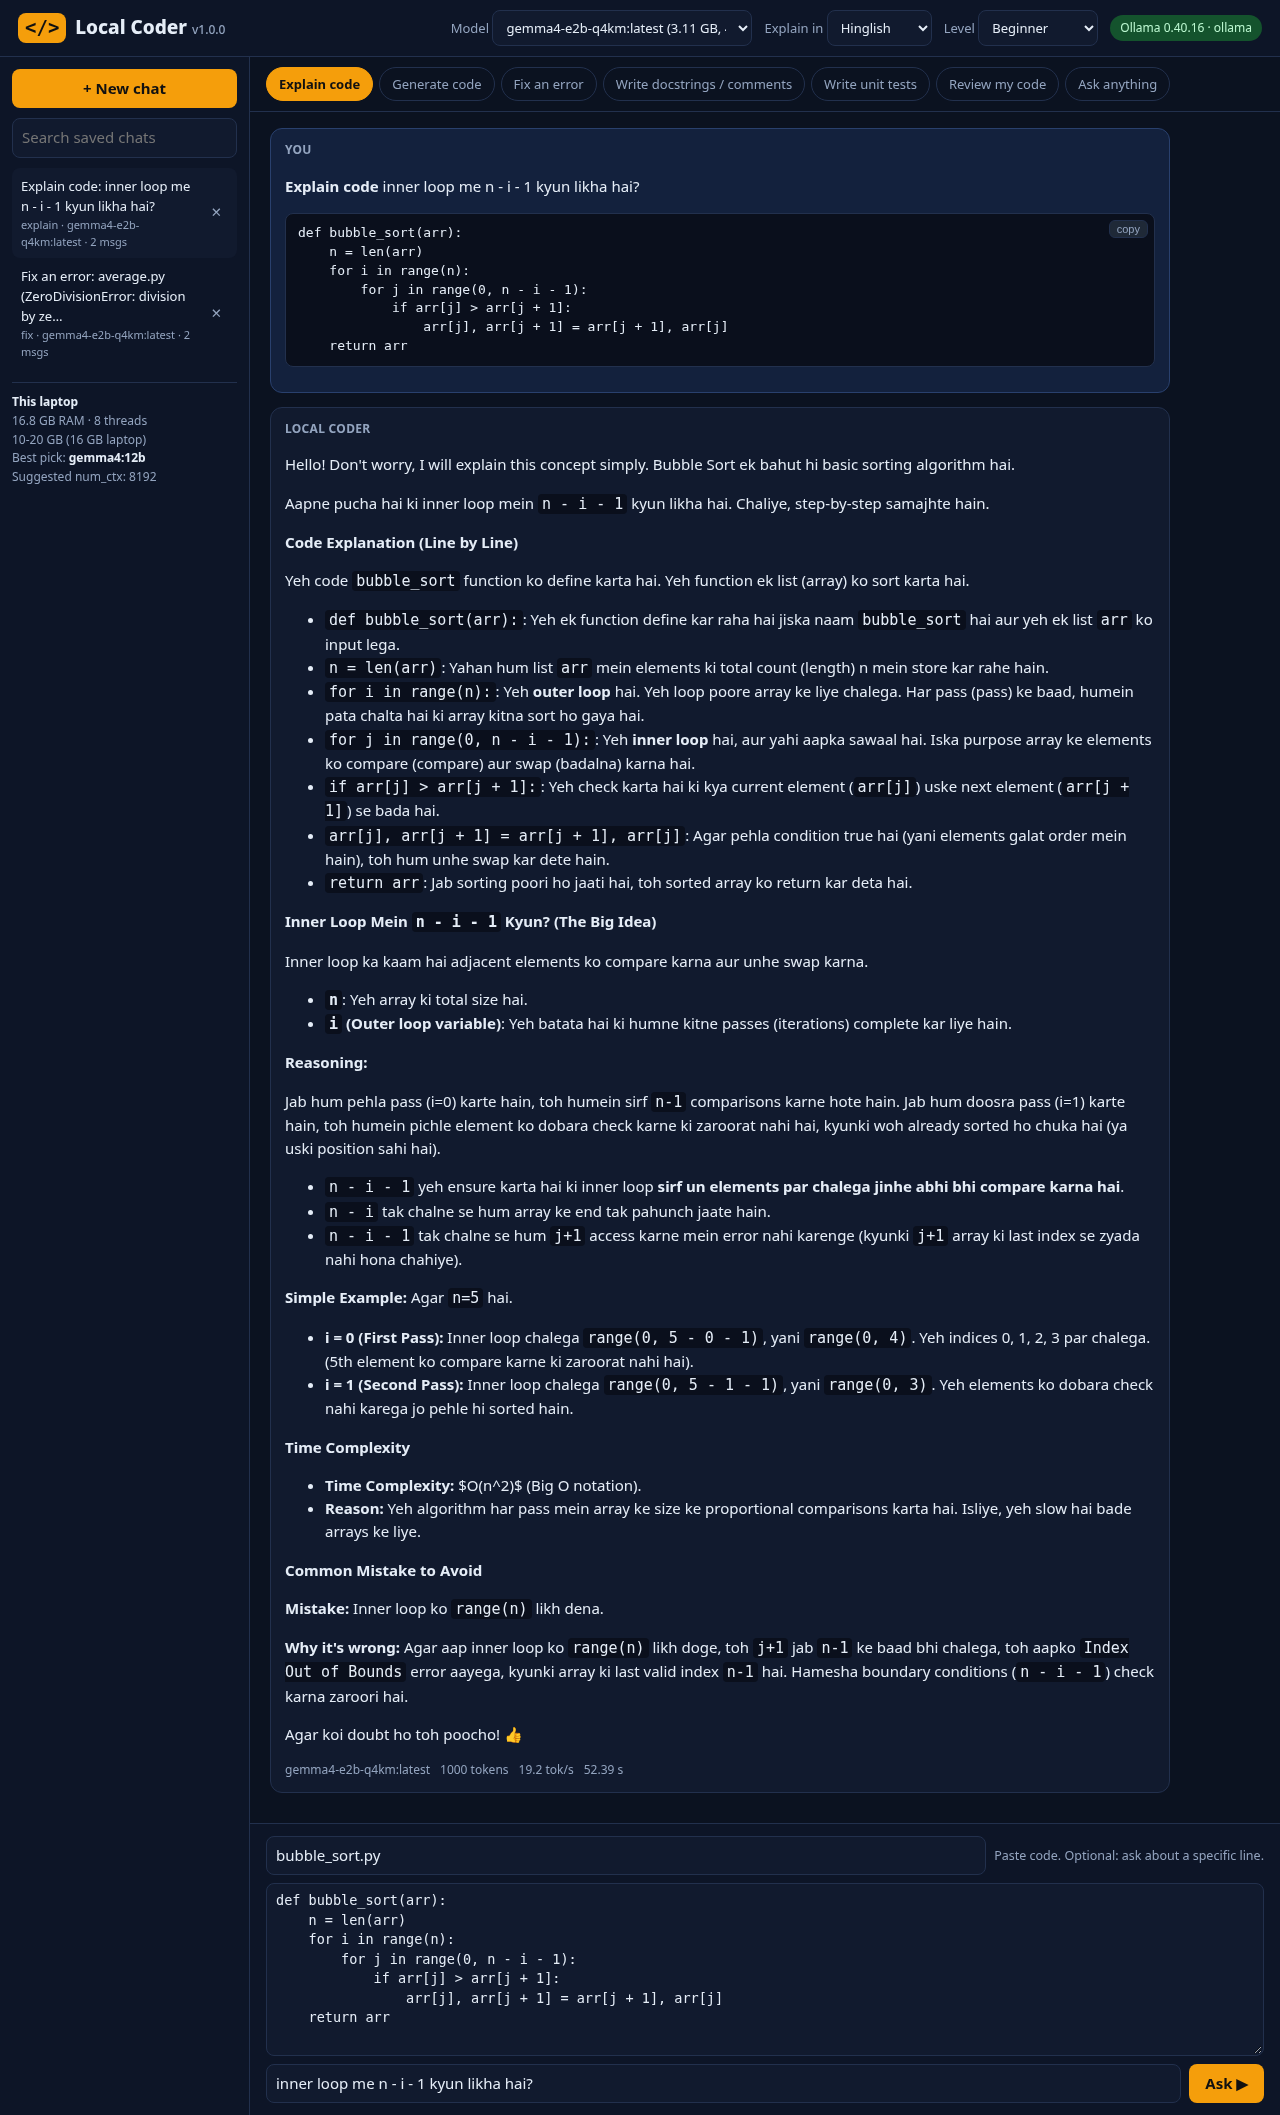 </> Local Coder v1.0.0
Model gemma4-e2b-q4km:latest (3.11 GB, Explain in Hinglish Level Beginner Ollama 0.40.16 · ollama
+ New chat
Search saved chats
Explain code: inner loop me
n - i - 1 kyun likha hai?
explain · gemma4-e2b-
q4km:latest · 2 msgs
×
Fix an error: average.py
(ZeroDivisionError: division
by ze...
fix · gemma4-e2b-q4km:latest · 2
msgs
×
This laptop
16.8 GB RAM · 8 threads
10-20 GB (16 GB laptop)
Best pick: gemma4:12b
Suggested num_ctx: 8192
Explain code Generate code Fix an error Write docstrings / comments Write unit tests Review my code Ask anything
YOU
Explain code inner loop me n - i - 1 kyun likha hai?
copy
def bubble_sort(arr):
    n = len(arr)
    for i in range(n):
        for j in range(0, n - i - 1):
            if arr[j] > arr[j + 1]:
                arr[j], arr[j + 1] = arr[j + 1], arr[j]
    return arr
LOCAL CODER
Hello! Don't worry, I will explain this concept simply. Bubble Sort ek bahut hi basic sorting algorithm hai.
Aapne pucha hai ki inner loop mein n - i - 1 kyun likha hai. Chaliye, step-by-step samajhte hain.
Code Explanation (Line by Line)
Yeh code bubble_sort function ko define karta hai. Yeh function ek list (array) ko sort karta hai.
• def bubble_sort(arr): : Yeh ek function define kar raha hai jiska naam bubble_sort hai aur yeh ek list arr ko
input lega.
• n = len(arr) : Yahan hum list arr mein elements ki total count (length) n mein store kar rahe hain.
• for i in range(n): : Yeh outer loop hai. Yeh loop poore array ke liye chalega. Har pass (pass) ke baad, humein
pata chalta hai ki array kitna sort ho gaya hai.
• for j in range(0, n - i - 1): : Yeh inner loop hai, aur yahi aapka sawaal hai. Iska purpose array ke elements
ko compare (compare) aur swap (badalna) karna hai.
• if arr[j] > arr[j + 1]: : Yeh check karta hai ki kya current element ( arr[j] ) uske next element ( arr[j +
1] ) se bada hai.
• arr[j], arr[j + 1] = arr[j + 1], arr[j] : Agar pehla condition true hai (yani elements galat order mein
hain), toh hum unhe swap kar dete hain.
• return arr : Jab sorting poori ho jaati hai, toh sorted array ko return kar deta hai.
Inner Loop Mein n - i - 1 Kyun? (The Big Idea)
Inner loop ka kaam hai adjacent elements ko compare karna aur unhe swap karna.
• n : Yeh array ki total size hai.
• i (Outer loop variable): Yeh batata hai ki humne kitne passes (iterations) complete kar liye hain.
Reasoning:
Jab hum pehla pass (i=0) karte hain, toh humein sirf n-1 comparisons karne hote hain. Jab hum doosra pass (i=1) karte
hain, toh humein pichle element ko dobara check karne ki zaroorat nahi hai, kyunki woh already sorted ho chuka hai (ya
uski position sahi hai).
• n - i - 1 yeh ensure karta hai ki inner loop sirf un elements par chalega jinhe abhi bhi compare karna hai.
• n - i tak chalne se hum array ke end tak pahunch jaate hain.
• n - i - 1 tak chalne se hum j+1 access karne mein error nahi karenge (kyunki j+1 array ki last index se zyada
nahi hona chahiye).
Simple Example: Agar n=5 hai.
• i = 0 (First Pass): Inner loop chalega range(0, 5 - 0 - 1) , yani range(0, 4) . Yeh indices 0, 1, 2, 3 par chalega.
(5th element ko compare karne ki zaroorat nahi hai).
• i = 1 (Second Pass): Inner loop chalega range(0, 5 - 1 - 1) , yani range(0, 3) . Yeh elements ko dobara check
nahi karega jo pehle hi sorted hain.
Time Complexity
• Time Complexity: $O(n^2)$ (Big O notation).
• Reason: Yeh algorithm har pass mein array ke size ke proportional comparisons karta hai. Isliye, yeh slow hai bade
arrays ke liye.
Common Mistake to Avoid
Mistake: Inner loop ko range(n) likh dena.
Why it's wrong: Agar aap inner loop ko range(n) likh doge, toh j+1 jab n-1 ke baad bhi chalega, toh aapko Index
Out of Bounds error aayega, kyunki array ki last valid index n-1 hai. Hamesha boundary conditions ( n - i - 1 ) check
karna zaroori hai.
Agar koi doubt ho toh poocho! 👍
gemma4-e2b-q4km:latest 1000 tokens 19.2 tok/s 52.39 s
bubble_sort.py
Paste code. Optional: ask about a specific line.
def bubble_sort(arr):
    n = len(arr)
    for i in range(n):
        for j in range(0, n - i - 1):
            if arr[j] > arr[j + 1]:
                arr[j], arr[j + 1] = arr[j + 1], arr[j]
    return arr
inner loop me n - i - 1 kyun likha hai?
Ask ▶